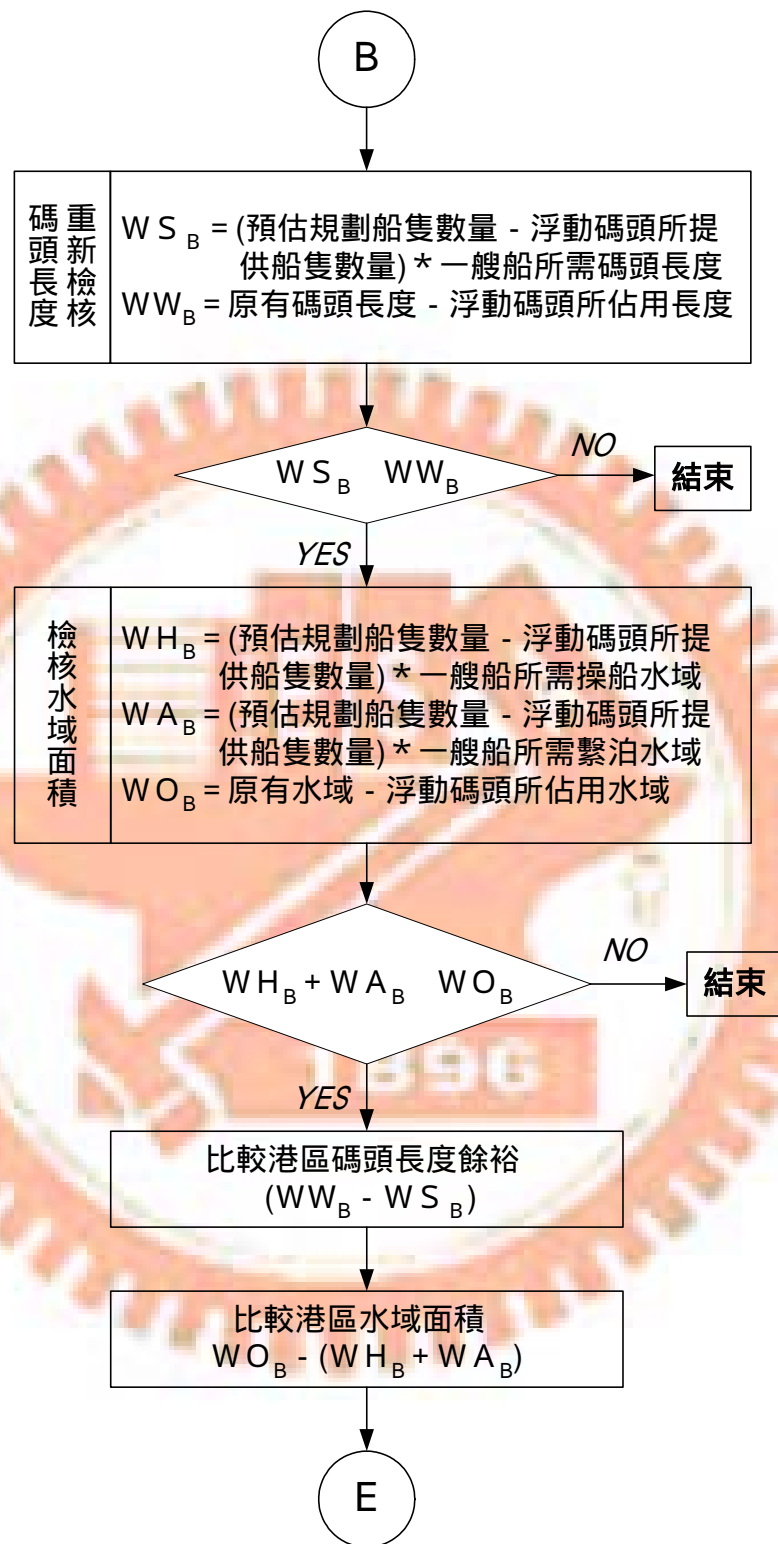 B
重新檢核
碼頭長度
WS_B = (預估規劃船隻數量 - 浮動碼頭所提
供船隻數量) * 一艘船所需碼頭長度
WW_B = 原有碼頭長度 - 浮動碼頭所佔用長度
WS_B WW_B
NO
結束
YES
檢核水域面積
WH_B = (預估規劃船隻數量 - 浮動碼頭所提
供船隻數量) * 一艘船所需操船水域
WA_B = (預估規劃船隻數量 - 浮動碼頭所提
供船隻數量) * 一艘船所需繫泊水域
WO_B = 原有水域 - 浮動碼頭所佔用水域
WH_B + WA_B WO_B
NO
結束
YES
1896
比較港區碼頭長度餘裕
(WW_B - WS_B)
比較港區水域面積
WO_B - (WH_B + WA_B)
E